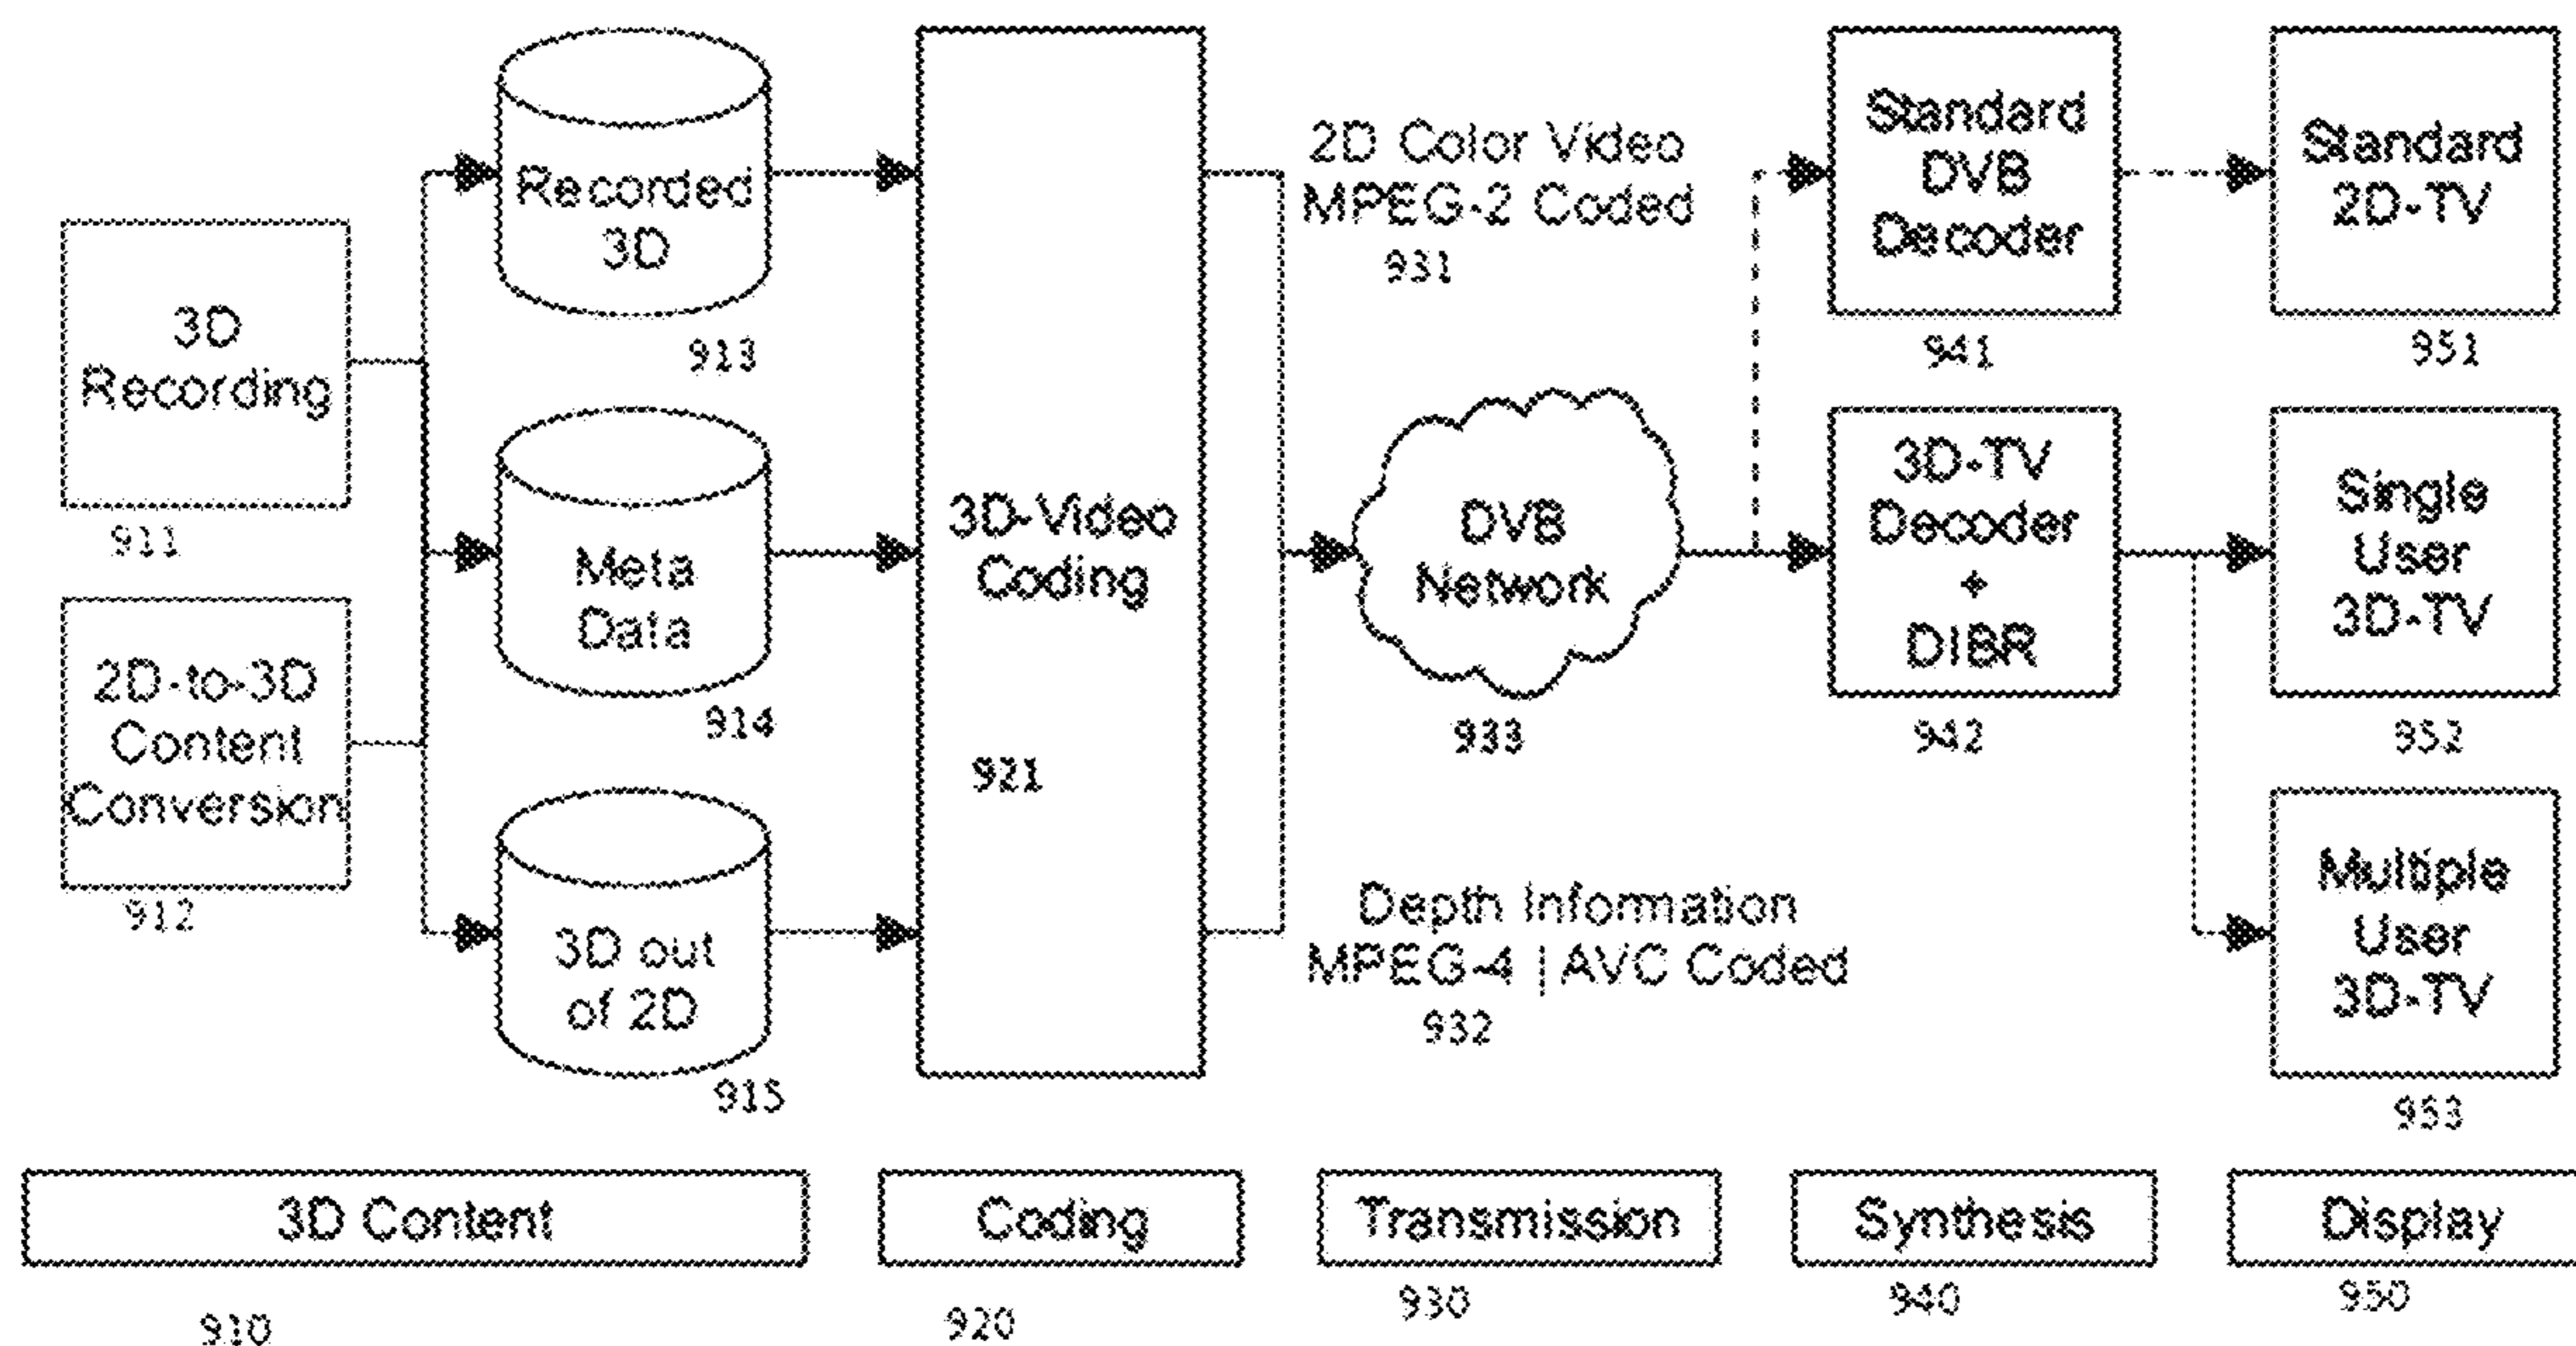 3D
Recording
911
2D-to-3D
Content
Conversion
912
Recorded
3D
913
Meta
Data
914
3D out
of 2D
915
3D-Video
Coding
921
2D Color Video
MPEG-2 Coded
931
DVB
Network
933
Depth Information
MPEG-4 | AVC Coded
932
Standard
DVB
Decoder
941
3D-TV
Decoder
+
DIBR
942
Standard
2D-TV
951
Single
User
3D-TV
952
Multiple
User
3D-TV
953
3D Content
910
Coding
920
Transmission
930
Synthesis
940
Display
950